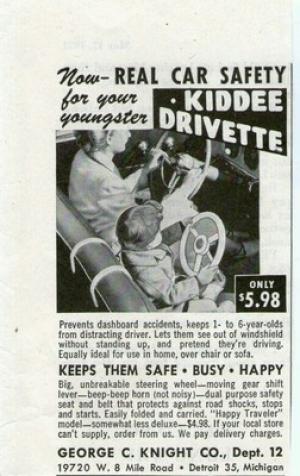 Now- REAL CAR SAFETY
for your
youngster
• KIDDEE
DRIVETTE
ONLY
$5.98
Prevents dashboard accidents, keeps 1- to 6-year-olds
from distracting driver. Lets them see out of windshield
without standing up, and pretend they're driving.
Equally ideal for use in home, over chair or sofa.
KEEPS THEM SAFE • BUSY • HAPPY
Big, unbreakable steering wheel—moving gear shift
lever—beep-beep horn (not noisy)—dual purpose safety
seat and belt that protects against road shocks, stops
and starts. Easily folded and carried. "Happy Traveler"
model—somewhat less deluxe—$4.98. If your local store
can't supply, order from us. We pay delivery charges.
GEORGE C. KNIGHT CO., Dept. 12
19720 W. 8 Mile Road • Detroit 35, Michigan